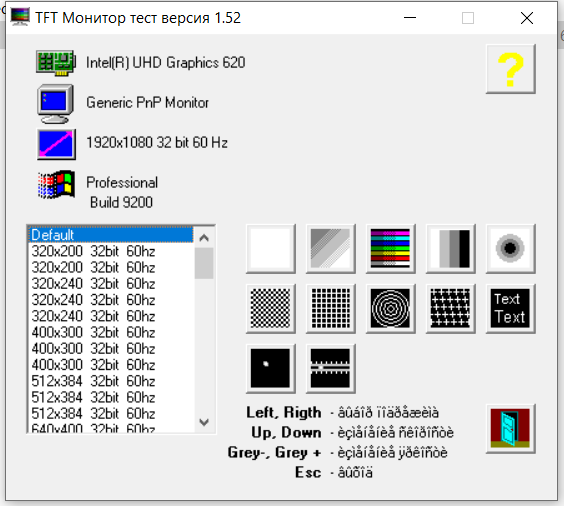 TFT Монитор тест версия 1.52
Intel(R) UHD Graphics 620
Generic PnP Monitor
1920x1080 32 bit 60 Hz
Professional
Build 9200
Default
320x200 32bit 60hz
320x200 32bit 60hz
320x240 32bit 60hz
320x240 32bit 60hz
320x240 32bit 60hz
400x300 32bit 60hz
400x300 32bit 60hz
400x300 32bit 60hz
512x384 32bit 60hz
512x384 32bit 60hz
512x384 32bit 60hz
640x400 32bit 60hz
Text
Text
Left, Rigth - âûáîð ïîäðåæèìà
Up, Down - èçìåíåíèå ñêîðîñòè
Grey-, Grey + - èçìåíåíèå ÿðêîñòè
Esc - âûõîä